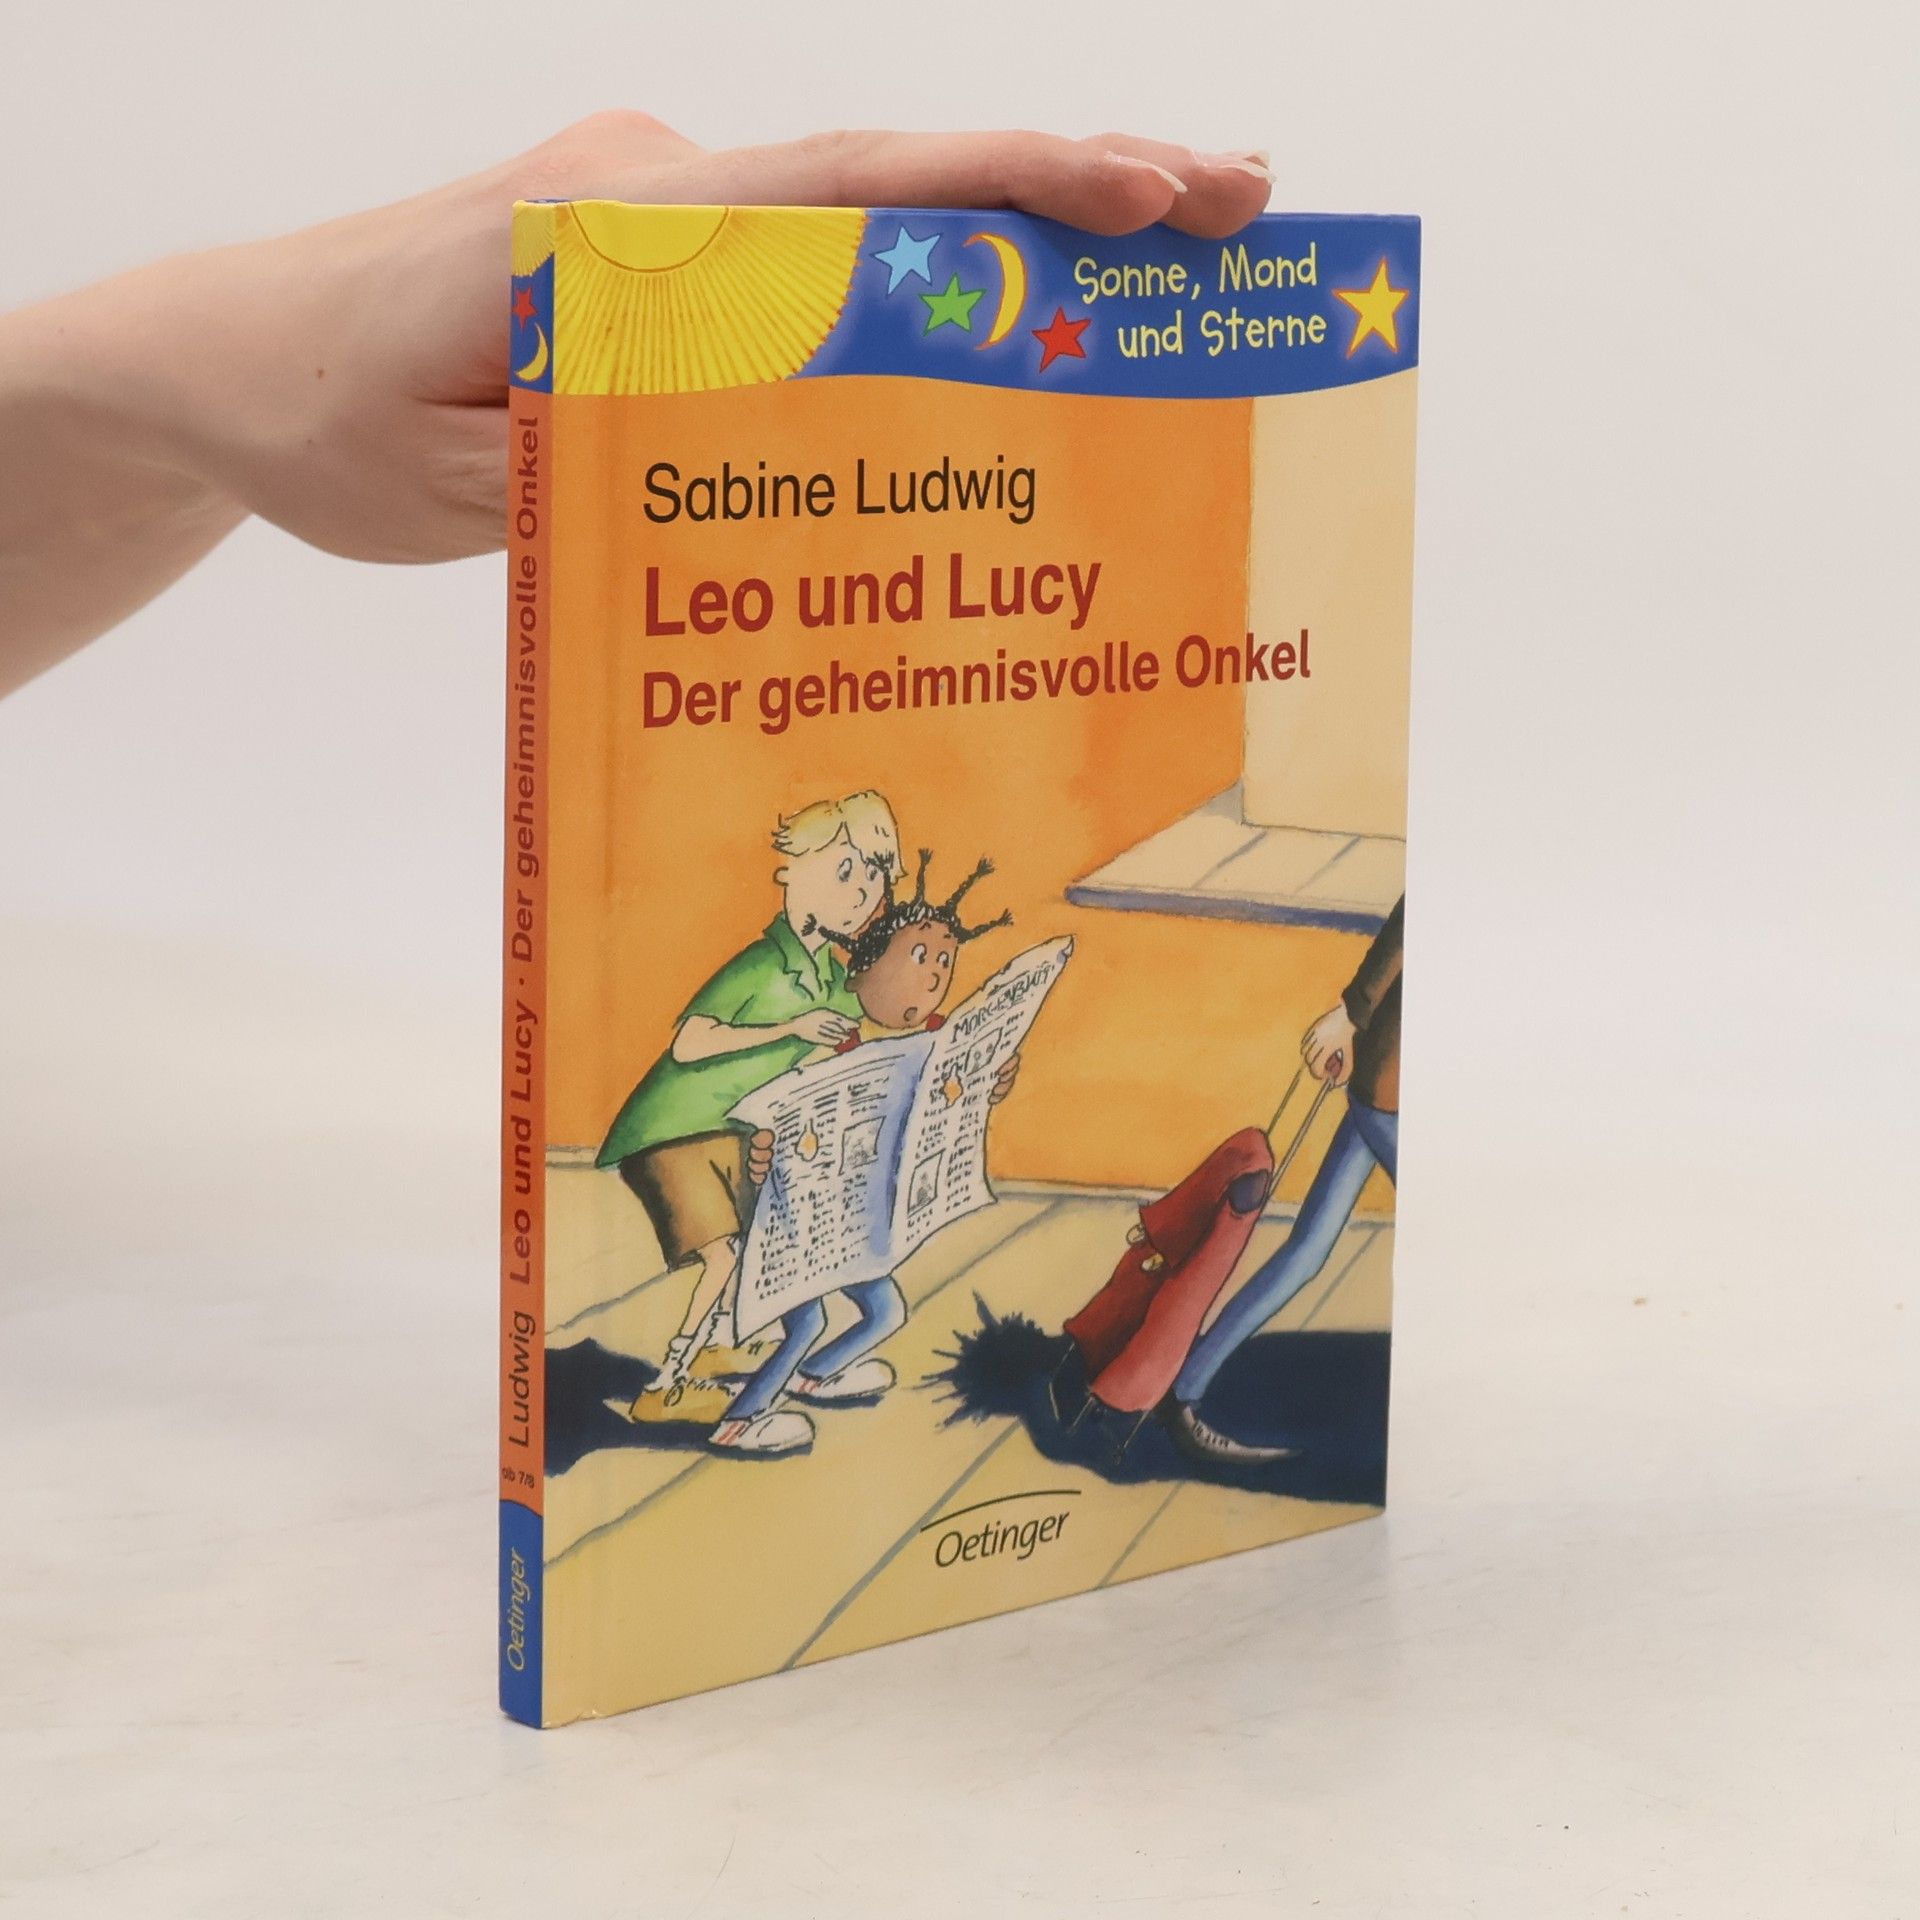 Sonne, Mond
und Sterne
Sabine Ludwig
Leo und Lucy
Der geheimnisvolle Onkel
Oetinger
Ludwig Leo und Lucy · Der geheimnisvolle Onkel
ab 7/8
Oetinger